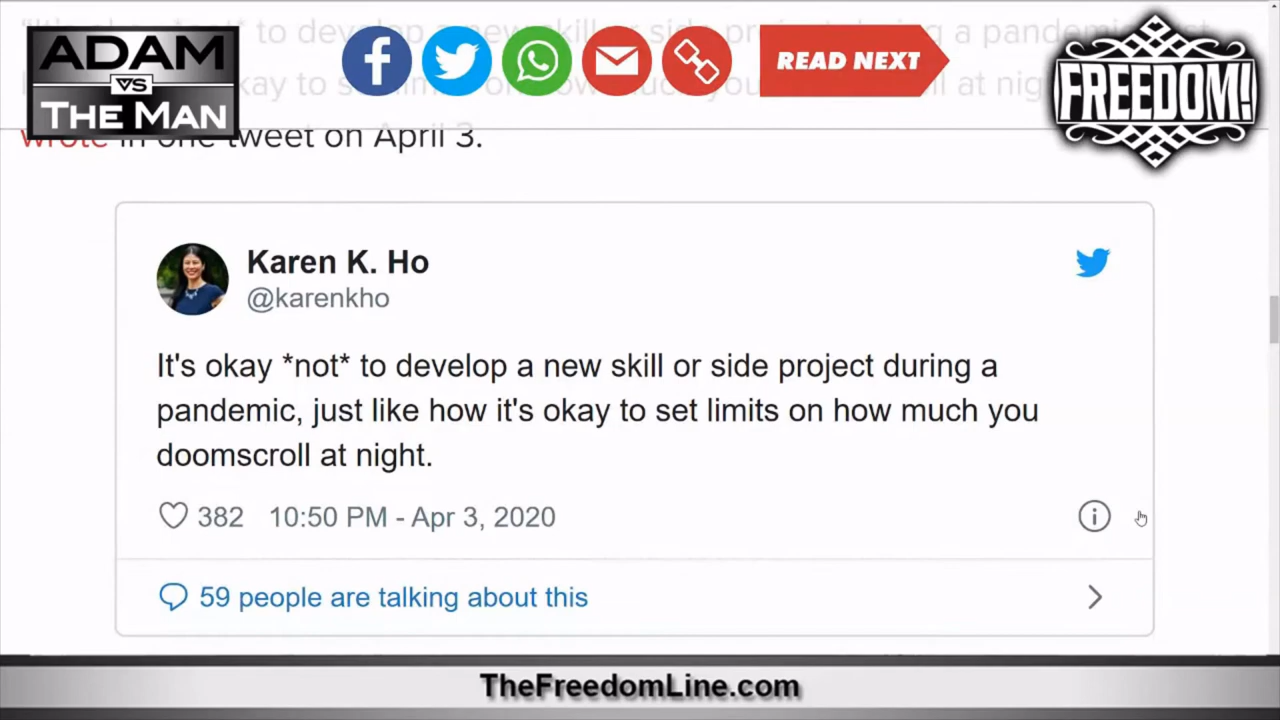 ADAM
VS
THE MAN
READ NEXT
FREEDOM!
wrote in one tweet on April 3.
Karen K. Ho
@karenkho
It's okay *not* to develop a new skill or side project during a
pandemic, just like how it's okay to set limits on how much you
doomscroll at night.
382 10:50 PM - Apr 3, 2020
59 people are talking about this
TheFreedomLine.com